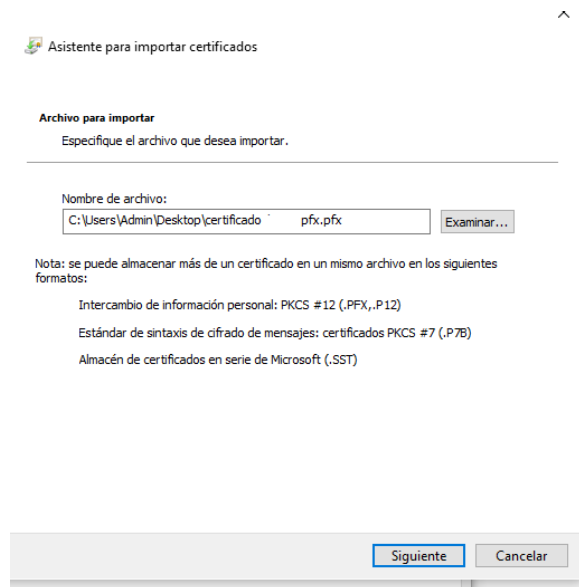 Asistente para importar certificados
Archivo para importar
Especifique el archivo que desea importar.
Nombre de archivo:
C:\Users\Admin\Desktop\certificado pfx.pfx
Examinar...
Nota: se puede almacenar más de un certificado en un mismo archivo en los siguientes
formatos:
Intercambio de información personal: PKCS #12 (.PFX,.P12)
Estándar de sintaxis de cifrado de mensajes: certificados PKCS #7 (.P7B)
Almacén de certificados en serie de Microsoft (.SST)
Siguiente Cancelar